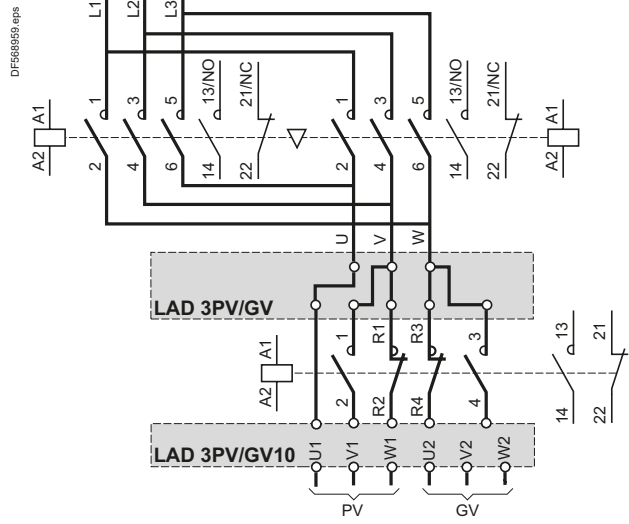 DF568959.eps
L1 L2 L3
A1 1 3 5 13/NO 21/NC 1 3 5 13/NO 21/NC A1
A2 2 4 6 14 22 2 4 6 14 22 A2
U V W
LAD 3PV/GV
A1 1 R1 R3 3 13 21
A2 2 R2 R4 4 14 22
LAD 3PV/GV10 U1 V1 W1 U2 V2 W2
PV GV